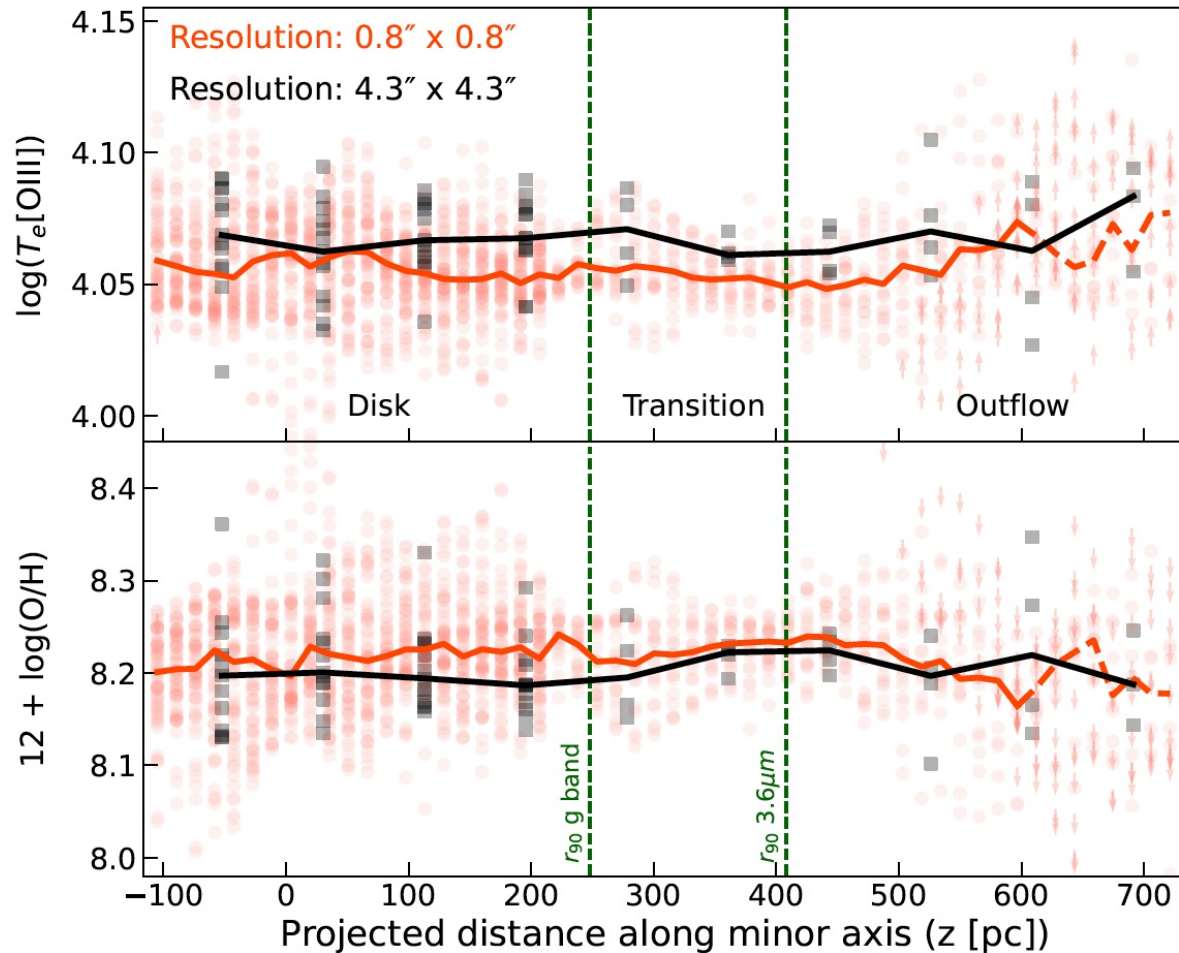 4.15
Resolution: 0.8″ x 0.8″
Resolution: 4.3″ x 4.3″
4.10
log(Te[OIII])
4.05
4.00
Disk
Transition
Outflow
8.4
8.3
12 + log(O/H)
8.2
8.1
8.0
r90 g band
r90 3.6μm
−100 0 100 200 300 400 500 600 700
Projected distance along minor axis (z [pc])